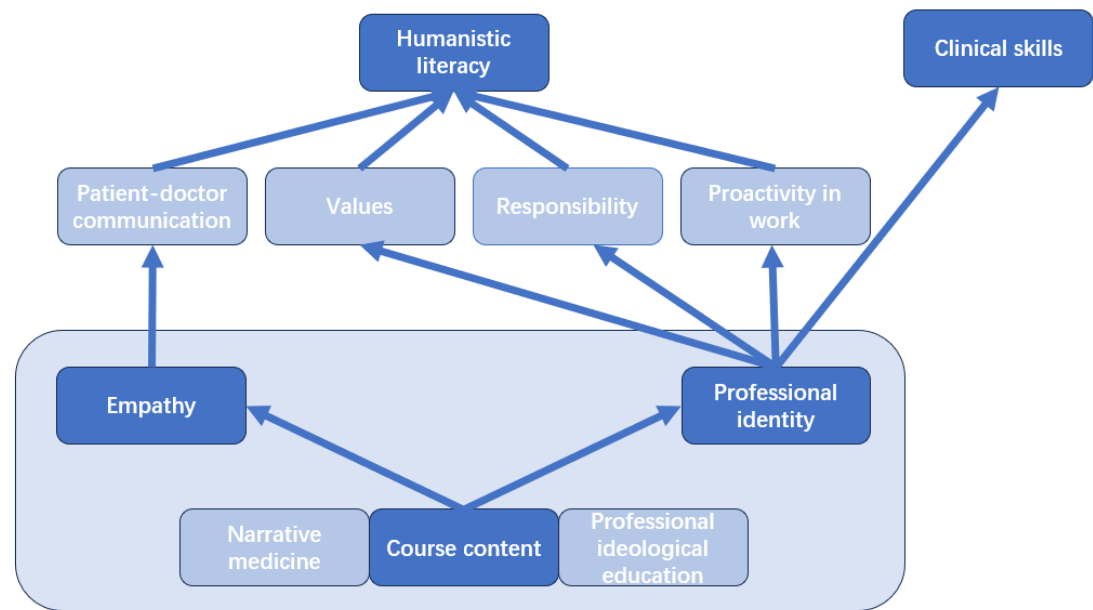 Humanistic
literacy
Clinical skills
Patient-doctor
communication
Values
Responsibility
Proactivity in
work
Empathy
Professional
identity
Narrative
medicine
Course content
Professional
ideological
education